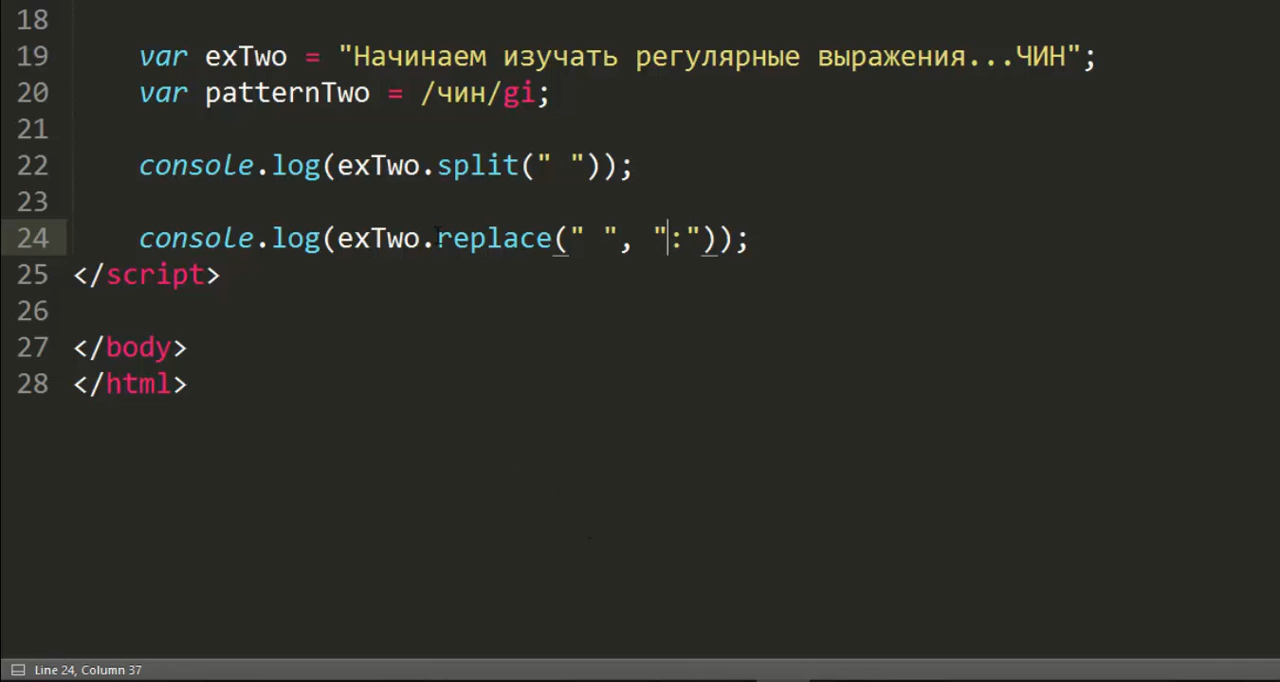 18
19 var exTwo = "Начинаем изучать регулярные выражения...ЧИН";
20 var patternTwo = /чин/gi;
21
22 console.log(exTwo.split(" "));
23
24 console.log(exTwo.replace(" ", ":"));
25 </script>
26
27 </body>
28 </html>
Line 24, Column 37